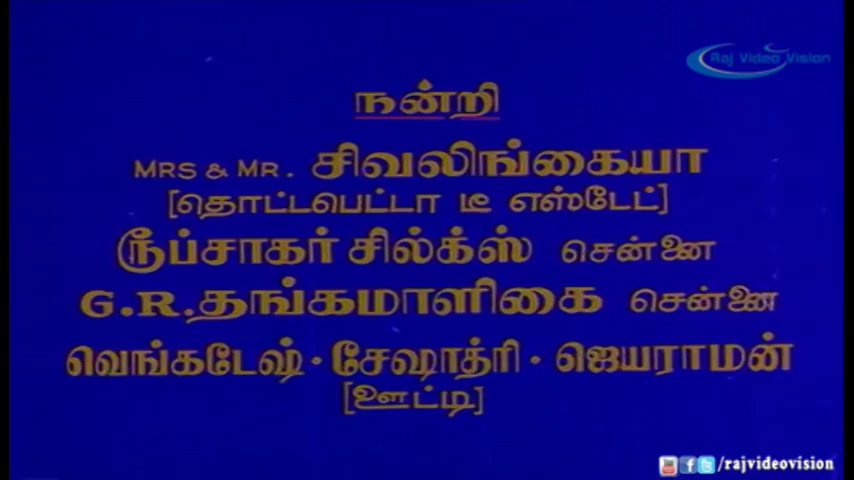 Raj Video Vision
நன்றி
MRS & MR. சிவலிங்கையா
[தொட்டபெட்டா டீ எஸ்டேட்]
ரூப்சாகர் சில்க்ஸ் சென்னை
G.R.தங்கமாளிகை சென்னை
வெங்கடேஷ் · சேஷாத்ரி · ஜெயராமன்
[ஊட்டி]
/rajvideovision